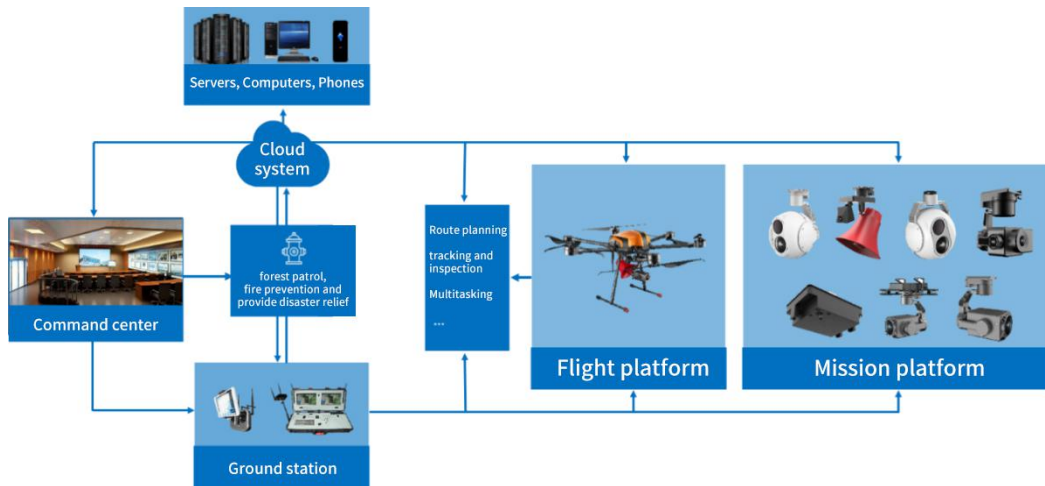 Servers, Computers, Phones
Cloud
system
Route planning
tracking and
inspection
Multitasking
...
forest patrol,
fire prevention and
provide disaster relief
Command center
Flight platform
Mission platform
Ground station